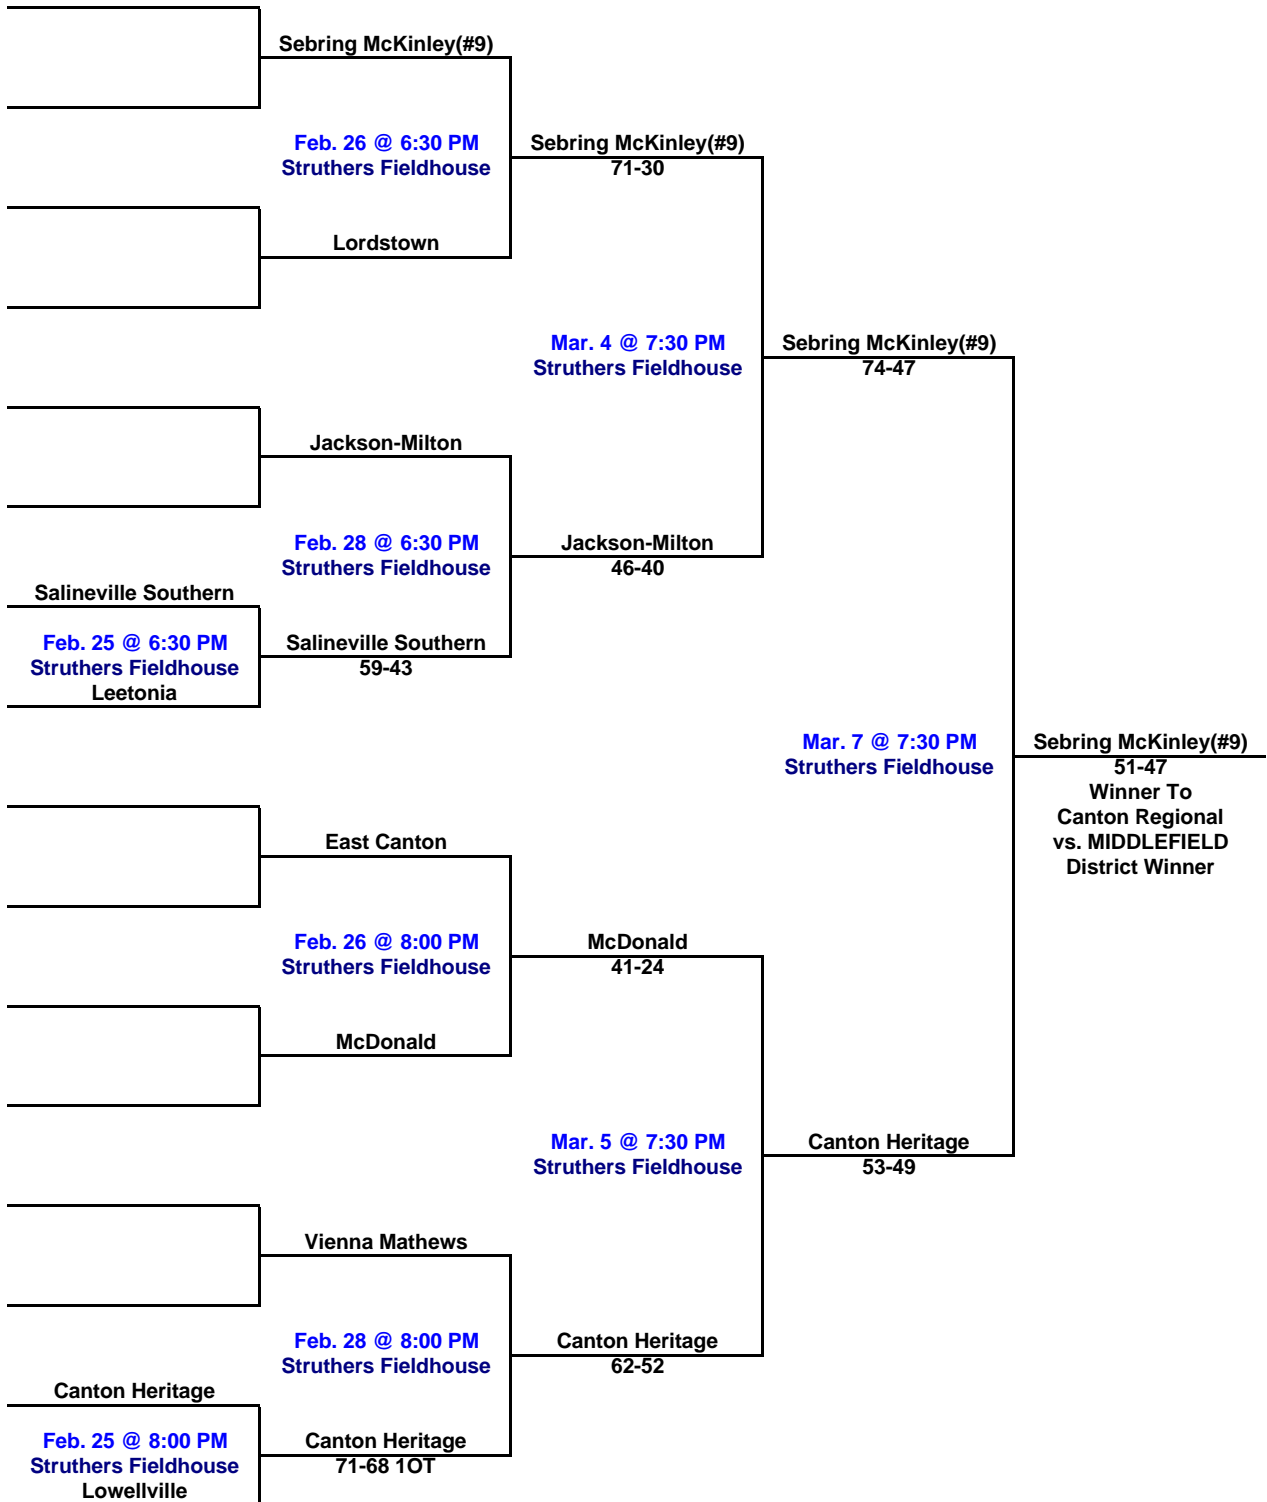 Sebring McKinley(#9)
Feb. 26 @ 6:30 PM
Struthers Fieldhouse
Sebring McKinley(#9)
71-30
Lordstown
Mar. 4 @ 7:30 PM
Struthers Fieldhouse
Sebring McKinley(#9)
74-47
Jackson-Milton
Feb. 28 @ 6:30 PM
Struthers Fieldhouse
Jackson-Milton
46-40
Salineville Southern
Feb. 25 @ 6:30 PM
Struthers Fieldhouse
Leetonia
Salineville Southern
59-43
Mar. 7 @ 7:30 PM
Struthers Fieldhouse
Sebring McKinley(#9)
51-47
Winner To
Canton Regional
vs. MIDDLEFIELD
District Winner
East Canton
Feb. 26 @ 8:00 PM
Struthers Fieldhouse
McDonald
41-24
McDonald
Mar. 5 @ 7:30 PM
Struthers Fieldhouse
Canton Heritage
53-49
Vienna Mathews
Feb. 28 @ 8:00 PM
Struthers Fieldhouse
Canton Heritage
62-52
Canton Heritage
Feb. 25 @ 8:00 PM
Struthers Fieldhouse
Lowellville
Canton Heritage
71-68 1OT